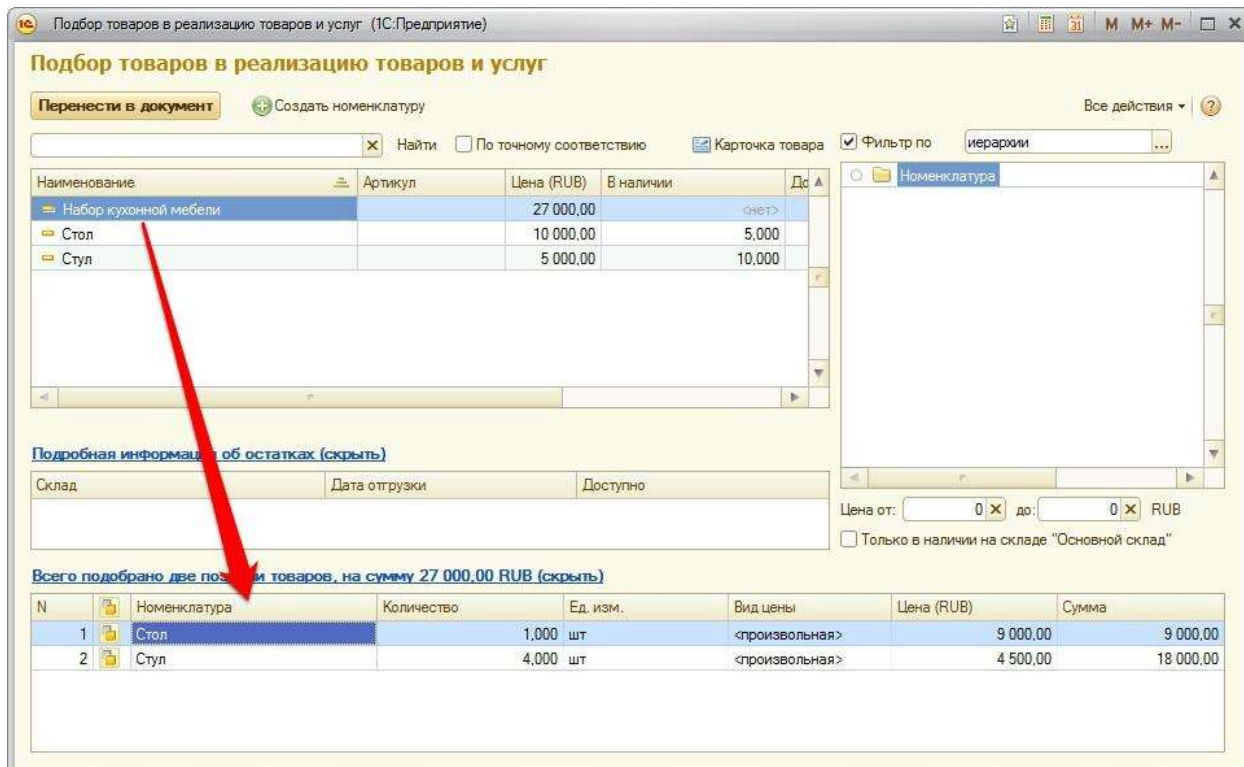 Подбор товаров в реализацию товаров и услуг (1С:Предприятие) M M+ M-
Подбор товаров в реализацию товаров и услуг
Перенести в документ Создать номенклатуру Все действия
Найти По точному соответствию Карточка товара Фильтр по иерархии ...
Наименование Артикул Цена (RUB) В наличии До
Номенклатура
Набор кухонной мебели 27 000,00 <нет>
Стол 10 000,00 5,000
Стул 5 000,00 10,000
Подробная информац об остатках (скрыть)
Склад Дата отгрузки Доступно
Цена от: 0 до: 0 RUB
Только в наличии на складе "Основной склад"
Всего подобрано две поз и товаров, на сумму 27 000,00 RUB (скрыть)
N Номенклатура Количество Ед. изм. Вид цены Цена (RUB) Сумма
1 Стол 1,000 шт <произвольная> 9 000,00 9 000,00
2 Стул 4,000 шт <произвольная> 4 500,00 18 000,00